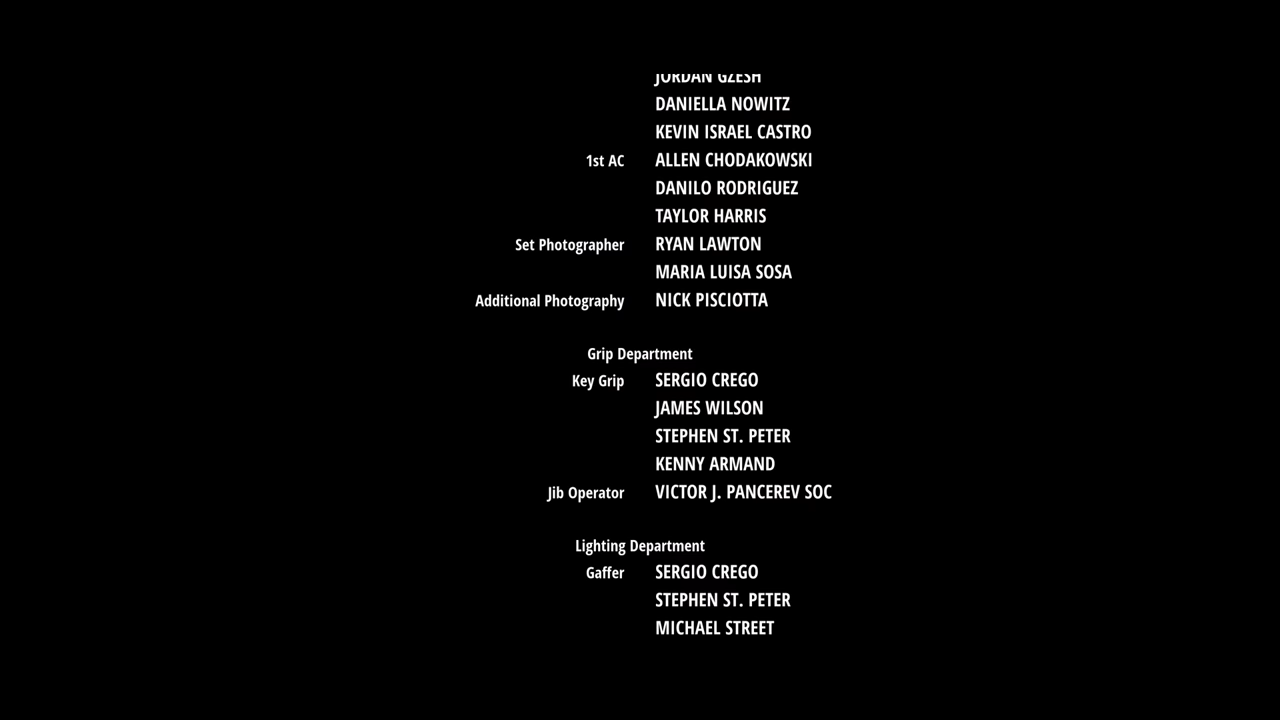 JORDAN GZESH
DANIELLA NOWITZ
KEVIN ISRAEL CASTRO
1st AC ALLEN CHODAKOWSKI
DANILO RODRIGUEZ
TAYLOR HARRIS
Set Photographer RYAN LAWTON
MARIA LUISA SOSA
Additional Photography NICK PISCIOTTA
Grip Department
Key Grip SERGIO CREGO
JAMES WILSON
STEPHEN ST. PETER
KENNY ARMAND
Jib Operator VICTOR J. PANCEREV SOC
Lighting Department
Gaffer SERGIO CREGO
STEPHEN ST. PETER
MICHAEL STREET